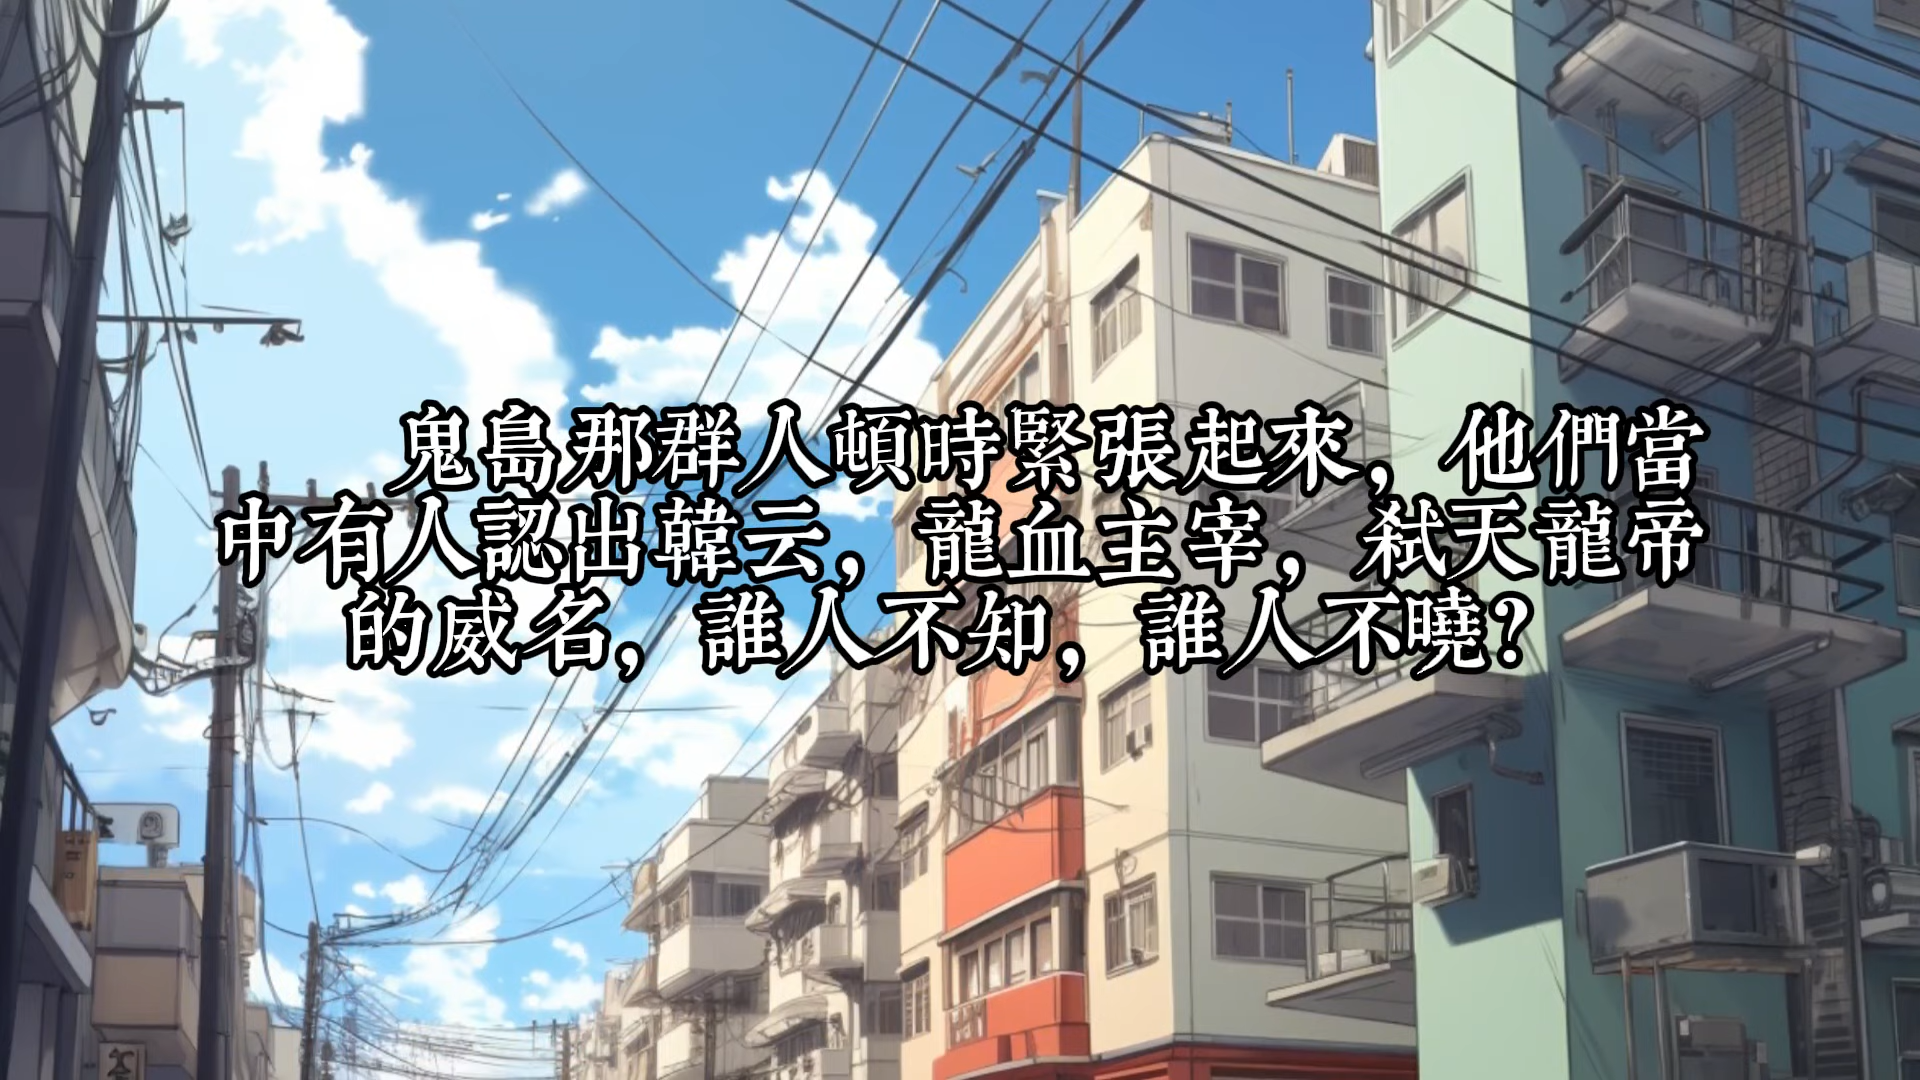 鬼島那群人頓時緊張起來，他們當
中有人認出韓云，龍血主宰，弒天龍帝
的威名，誰人不知，誰人不曉？